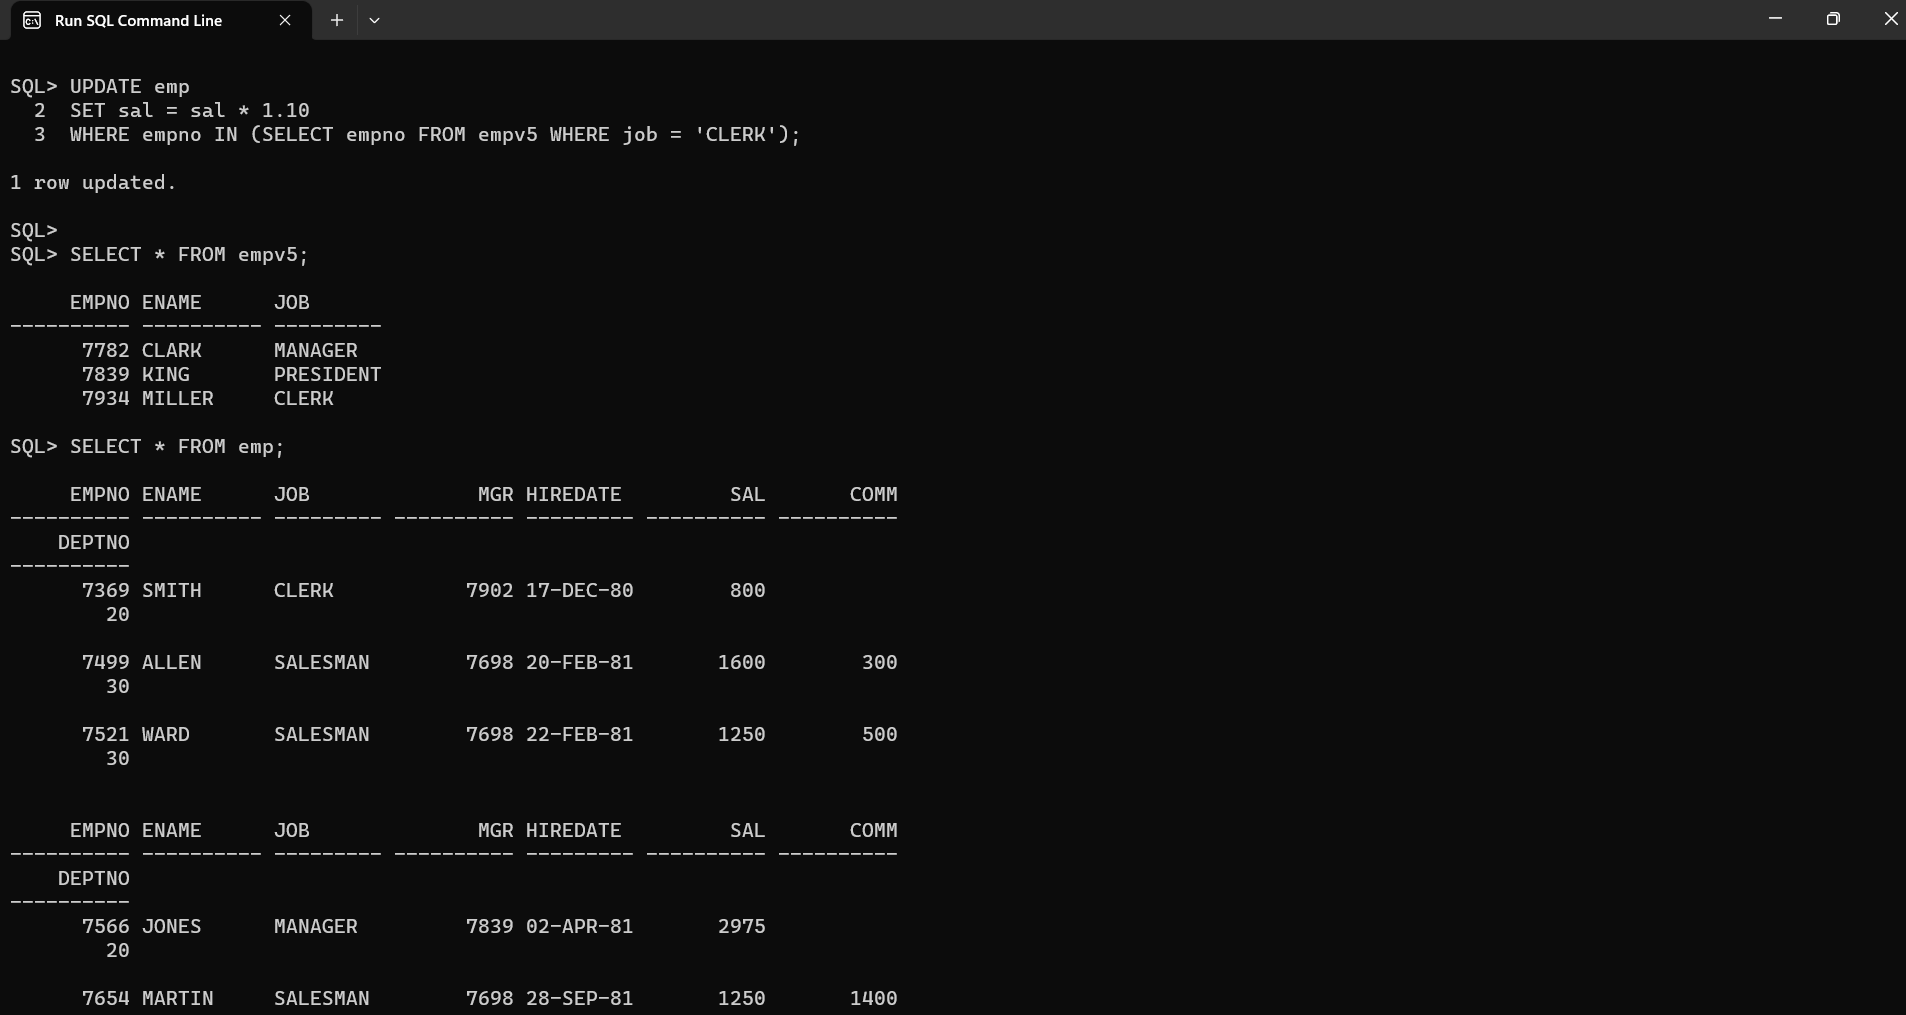 Run SQL Command Line
SQL> UPDATE emp
2 SET sal = sal * 1.10
3 WHERE empno IN (SELECT empno FROM empv5 WHERE job = 'CLERK');
1 row updated.
SQL>
SQL> SELECT * FROM empv5;
EMPNO ENAME JOB
---------- ---------- ---------
7782 CLARK MANAGER
7839 KING PRESIDENT
7934 MILLER CLERK
SQL> SELECT * FROM emp;
EMPNO ENAME JOB MGR HIREDATE SAL COMM
---------- ---------- --------- ---------- --------- ---------- ----------
DEPTNO
----------
7369 SMITH CLERK 7902 17-DEC-80 800
20
7499 ALLEN SALESMAN 7698 20-FEB-81 1600 300
30
7521 WARD SALESMAN 7698 22-FEB-81 1250 500
30
EMPNO ENAME JOB MGR HIREDATE SAL COMM
---------- ---------- --------- ---------- --------- ---------- ----------
DEPTNO
----------
7566 JONES MANAGER 7839 02-APR-81 2975
20
7654 MARTIN SALESMAN 7698 28-SEP-81 1250 1400